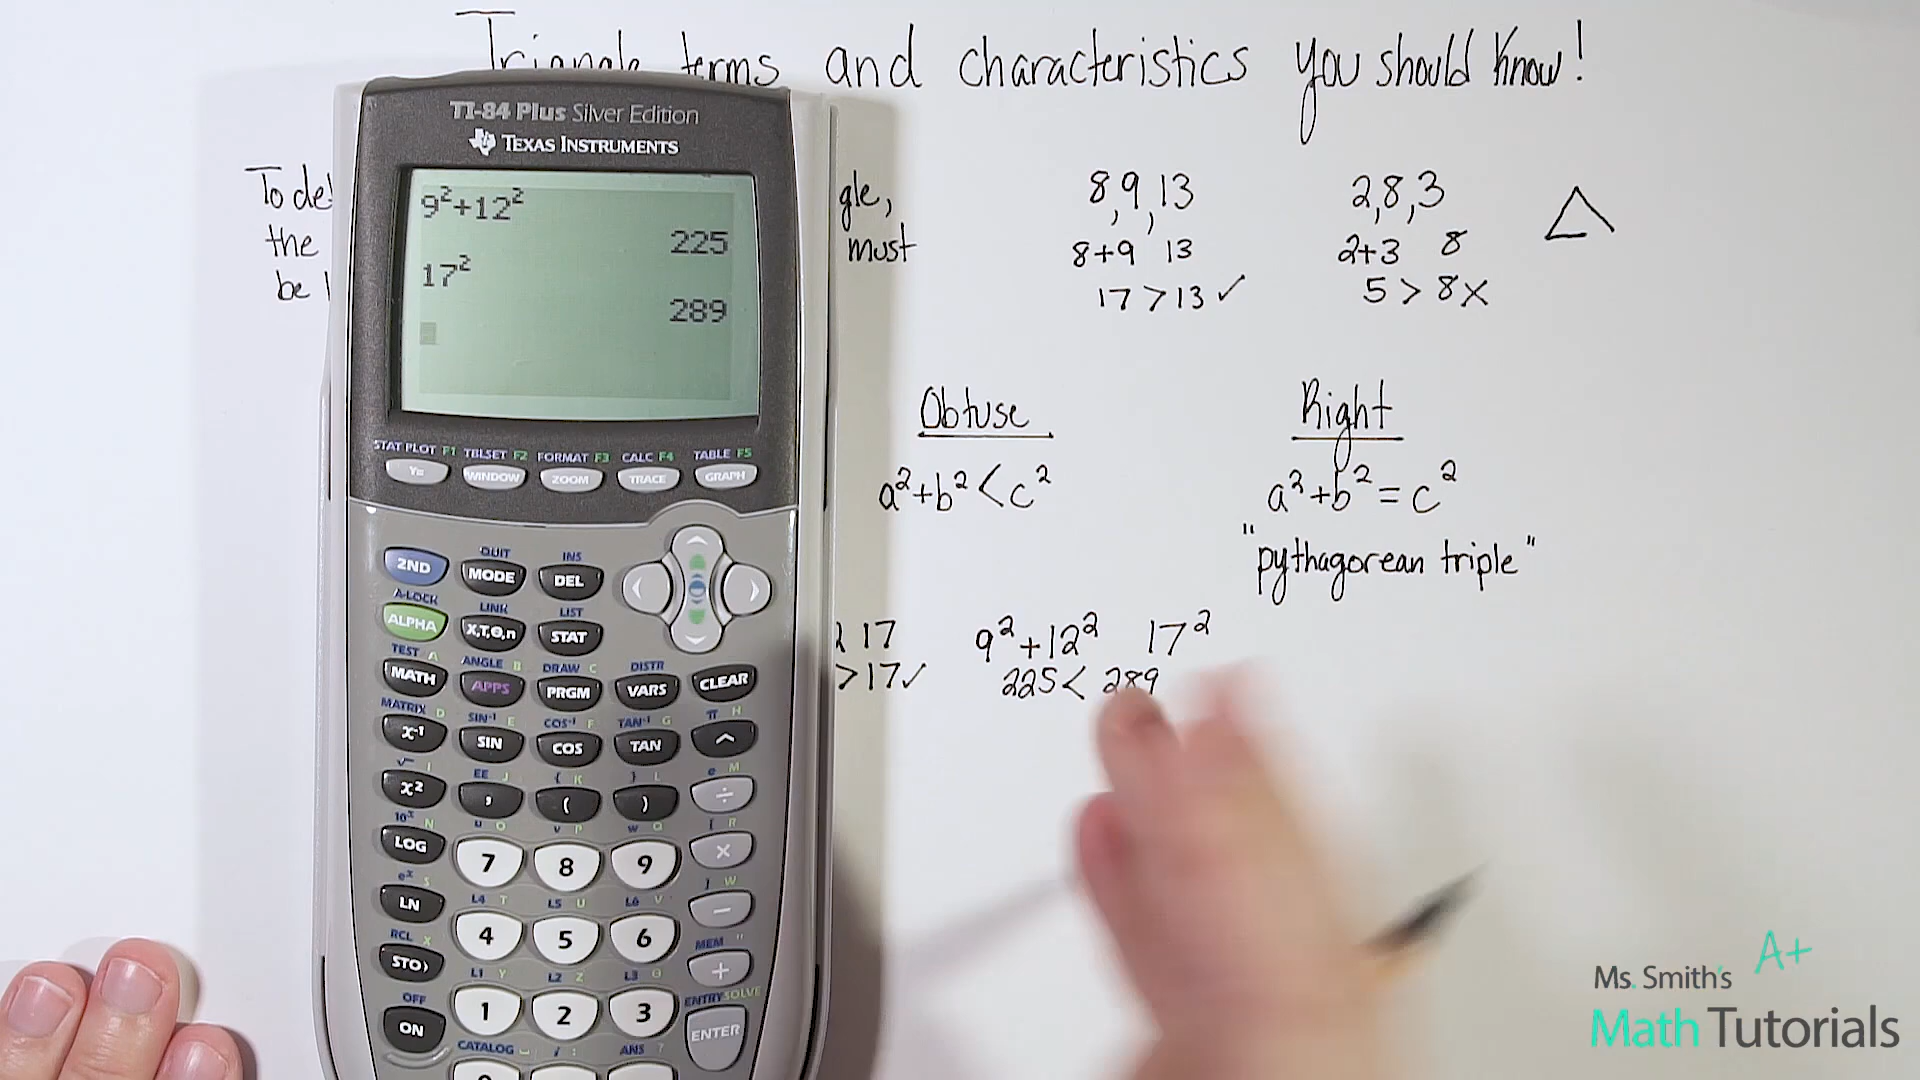 Triangle terms and characteristics you should know!
TI-84 Plus Silver Edition
TEXAS INSTRUMENTS
9²+12²
225
17²
289
To de
the
be
gle,
must
8,9,13
8+9 13
17 > 13 ✓
2,8,3
2+3 8
5 > 8 X
Obtuse
a²+b² < c²
Right
a²+b² = c²
"pythagorean triple"
17
> 17 ✓
9²+12² 17²
225 < 289
STAT PLOT F1 TBLSET F2 FORMAT F3 CALC F4 TABLE F5
Y= WINDOW ZOOM TRACE GRAPH
QUIT INS
2ND MODE DEL
A-LOCK LINK LIST
ALPHA X,T,Θ,n STAT
TEST A ANGLE B DRAW C DISTR
MATH APPS PRGM VARS CLEAR
MATRIX D SIN⁻¹ E COS⁻¹ F TAN⁻¹ G π H
x⁻¹ SIN COS TAN ^
√ I EE J { K } L e M
x² , ( ) ÷
10ˣ N u O v P w Q [ R
LOG 7 8 9 ×
eˣ S L4 T L5 U L6 V ] W
LN 4 5 6 −
RCL X L1 Y L2 Z L3 θ MEM "
STO› 1 2 3 +
OFF ENTRY SOLVE
ON ENTER
CATALOG i : ANS ?
Ms. Smith's A+
Math Tutorials